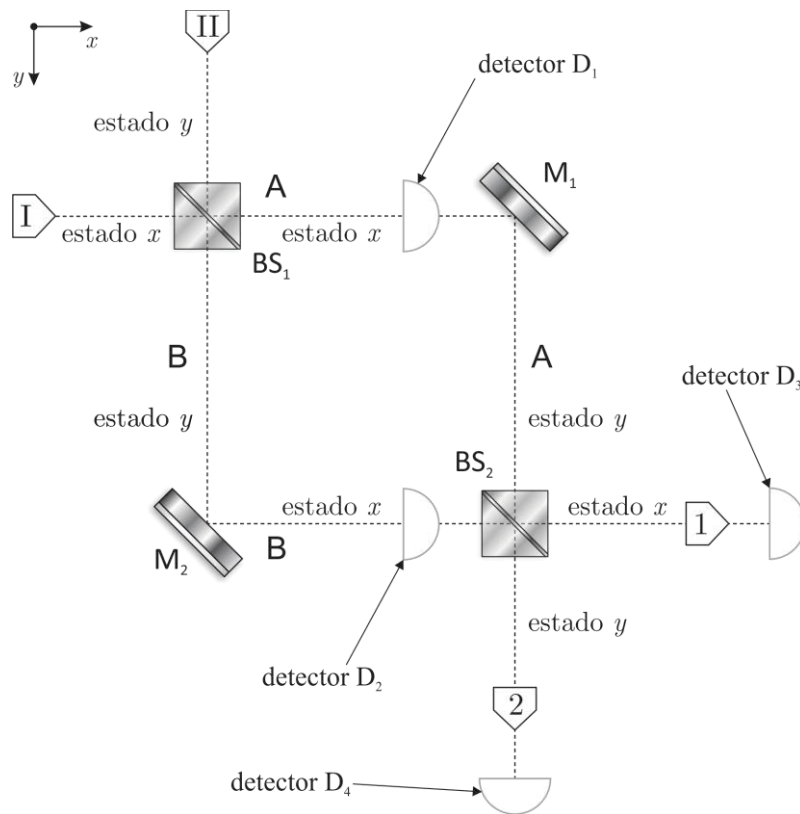 II
x
y
detector D₁
estado y
A
M₁
I
estado x
estado x
BS₁
B
A
detector D₃
estado y
estado y
BS₂
estado x
estado x
1
M₂
B
estado y
detector D₂
2
detector D₄